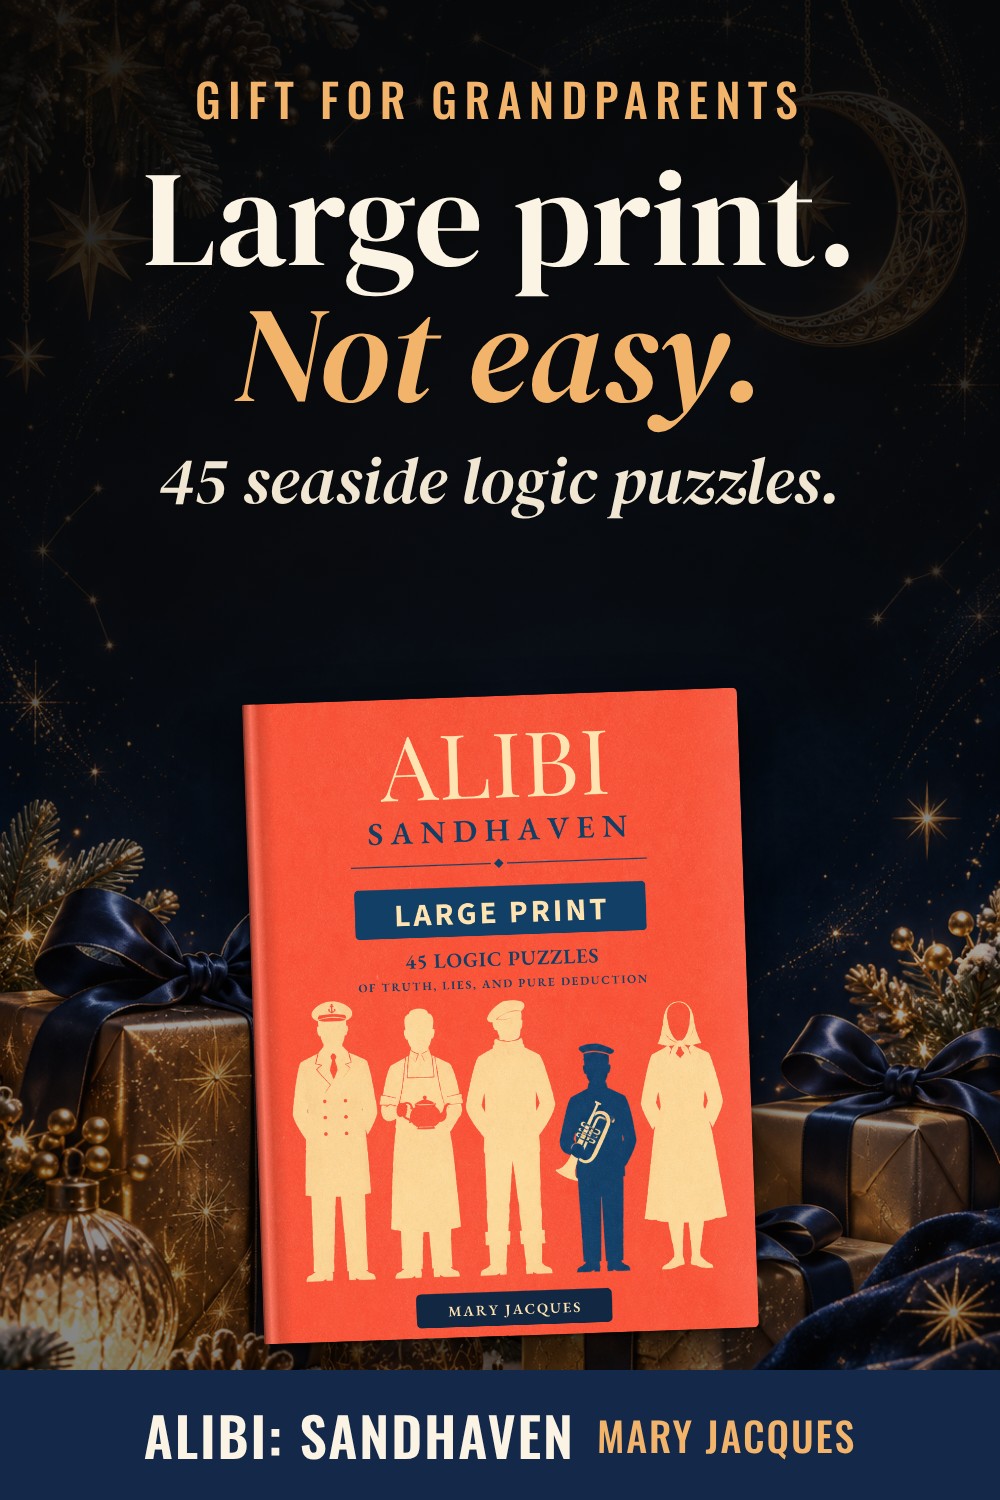 GIFT FOR GRANDPARENTS
Large print.
Not easy.
45 seaside logic puzzles.
ALIBI
SANDHAVEN
LARGE PRINT
45 LOGIC PUZZLES
OF TRUTH, LIES, AND PURE DEDUCTION
MARY JACQUES
ALIBI: SANDHAVEN MARY JACQUES